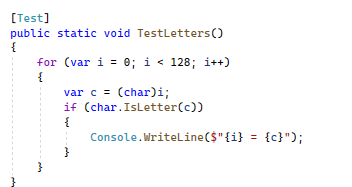 [Test]
public static void TestLetters()
{
    for (var i = 0; i < 128; i++)
    {
        var c = (char)i;
        if (char.IsLetter(c))
        {
            Console.WriteLine($"{i} = {c}");
        }
    }
}